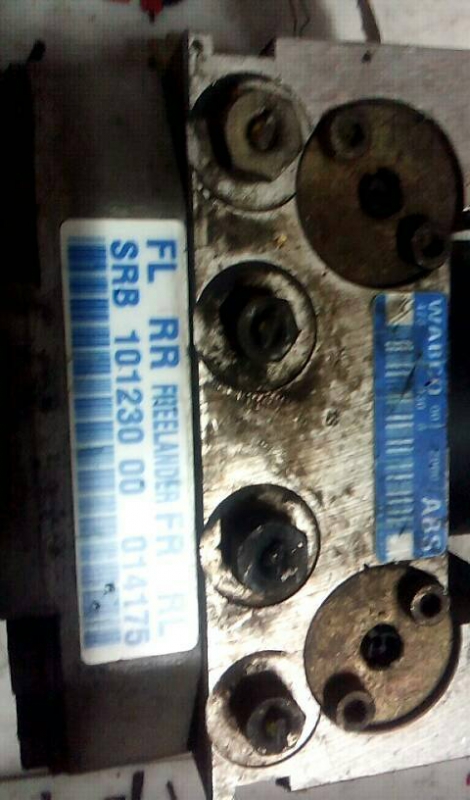 FL RR FREELANDER FR RL
SRB 101230 00 014175
WABCO ABS